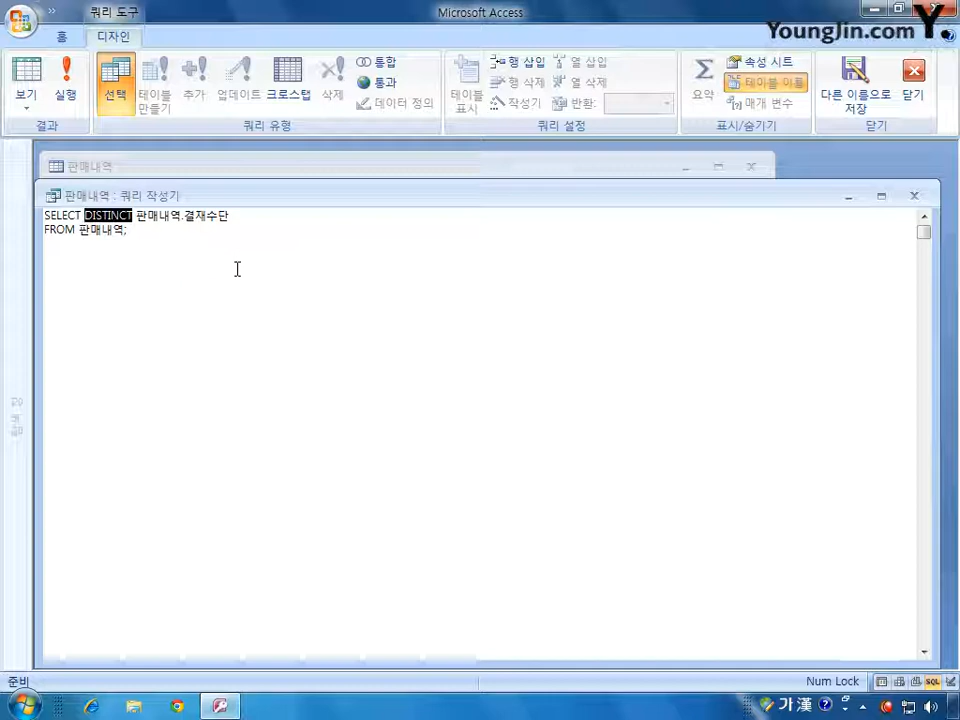 쿼리 도구
Microsoft Access
YoungJin.com Y.
홈
디자인
보기
실행
결과
선택
테이블 만들기
추가
업데이트
크로스탭
삭제
통합
통과
데이터 정의
쿼리 유형
테이블 표시
행 삽입
행 삭제
작성기
열 삽입
열 삭제
반환:
쿼리 설정
요약
속성 시트
테이블 이름
매개 변수
표시/숨기기
다른 이름으로 저장
닫기
닫기
판매내역
판매내역 : 쿼리 작성기
SELECT DISTINCT 판매내역.결재수단
FROM 판매내역;
준비
Num Lock
SQL
가 漢